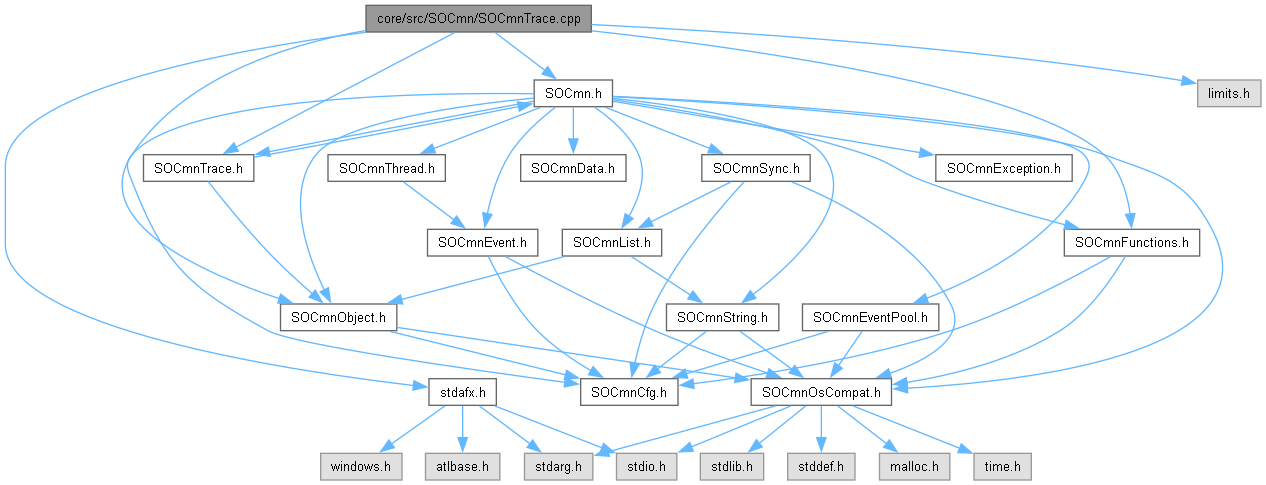 core/src/SOCmn/SOCmnTrace.cpp
SOCmn.h
limits.h
SOCmnTrace.h
SOCmnThread.h
SOCmnData.h
SOCmnSync.h
SOCmnException.h
SOCmnEvent.h
SOCmnList.h
SOCmnFunctions.h
SOCmnObject.h
SOCmnString.h
SOCmnEventPool.h
stdafx.h
SOCmnCfg.h
SOCmnOsCompat.h
windows.h
atlbase.h
stdarg.h
stdio.h
stdlib.h
stddef.h
malloc.h
time.h